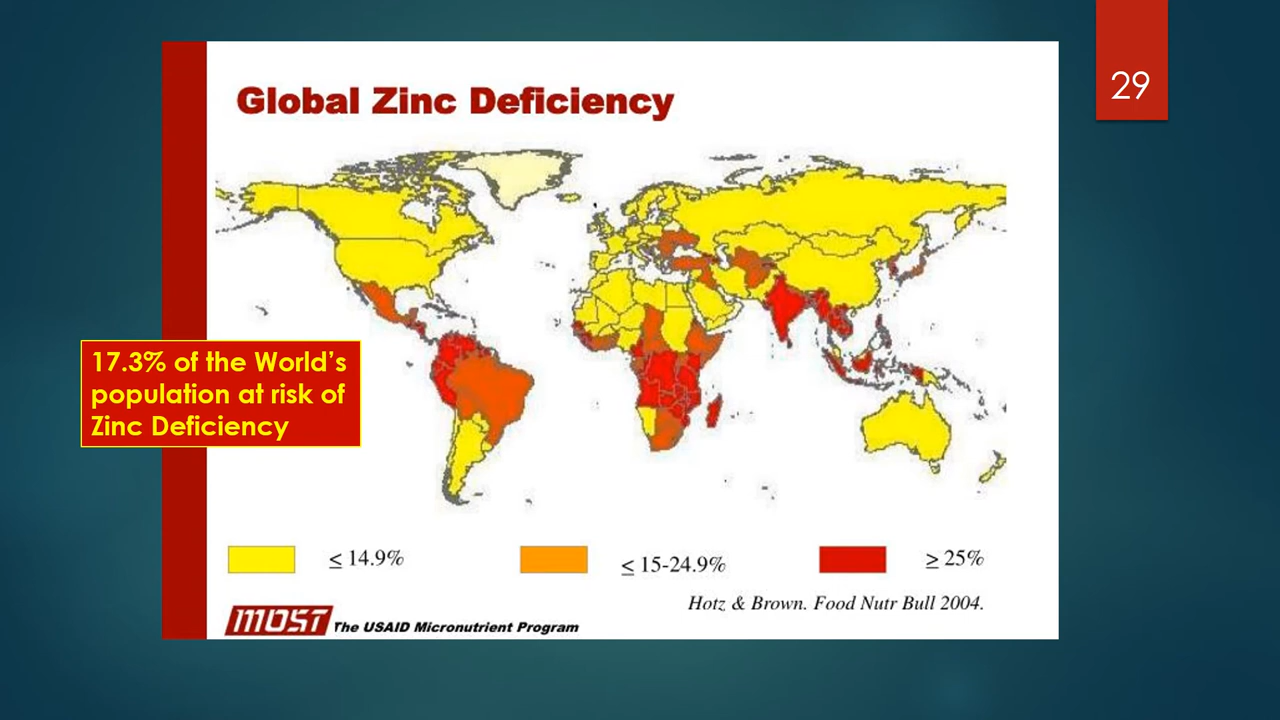 29
Global Zinc Deficiency
17.3% of the World's
population at risk of
Zinc Deficiency
≤ 14.9%
≤ 15-24.9%
≥ 25%
Hotz & Brown. Food Nutr Bull 2004.
MOST The USAID Micronutrient Program